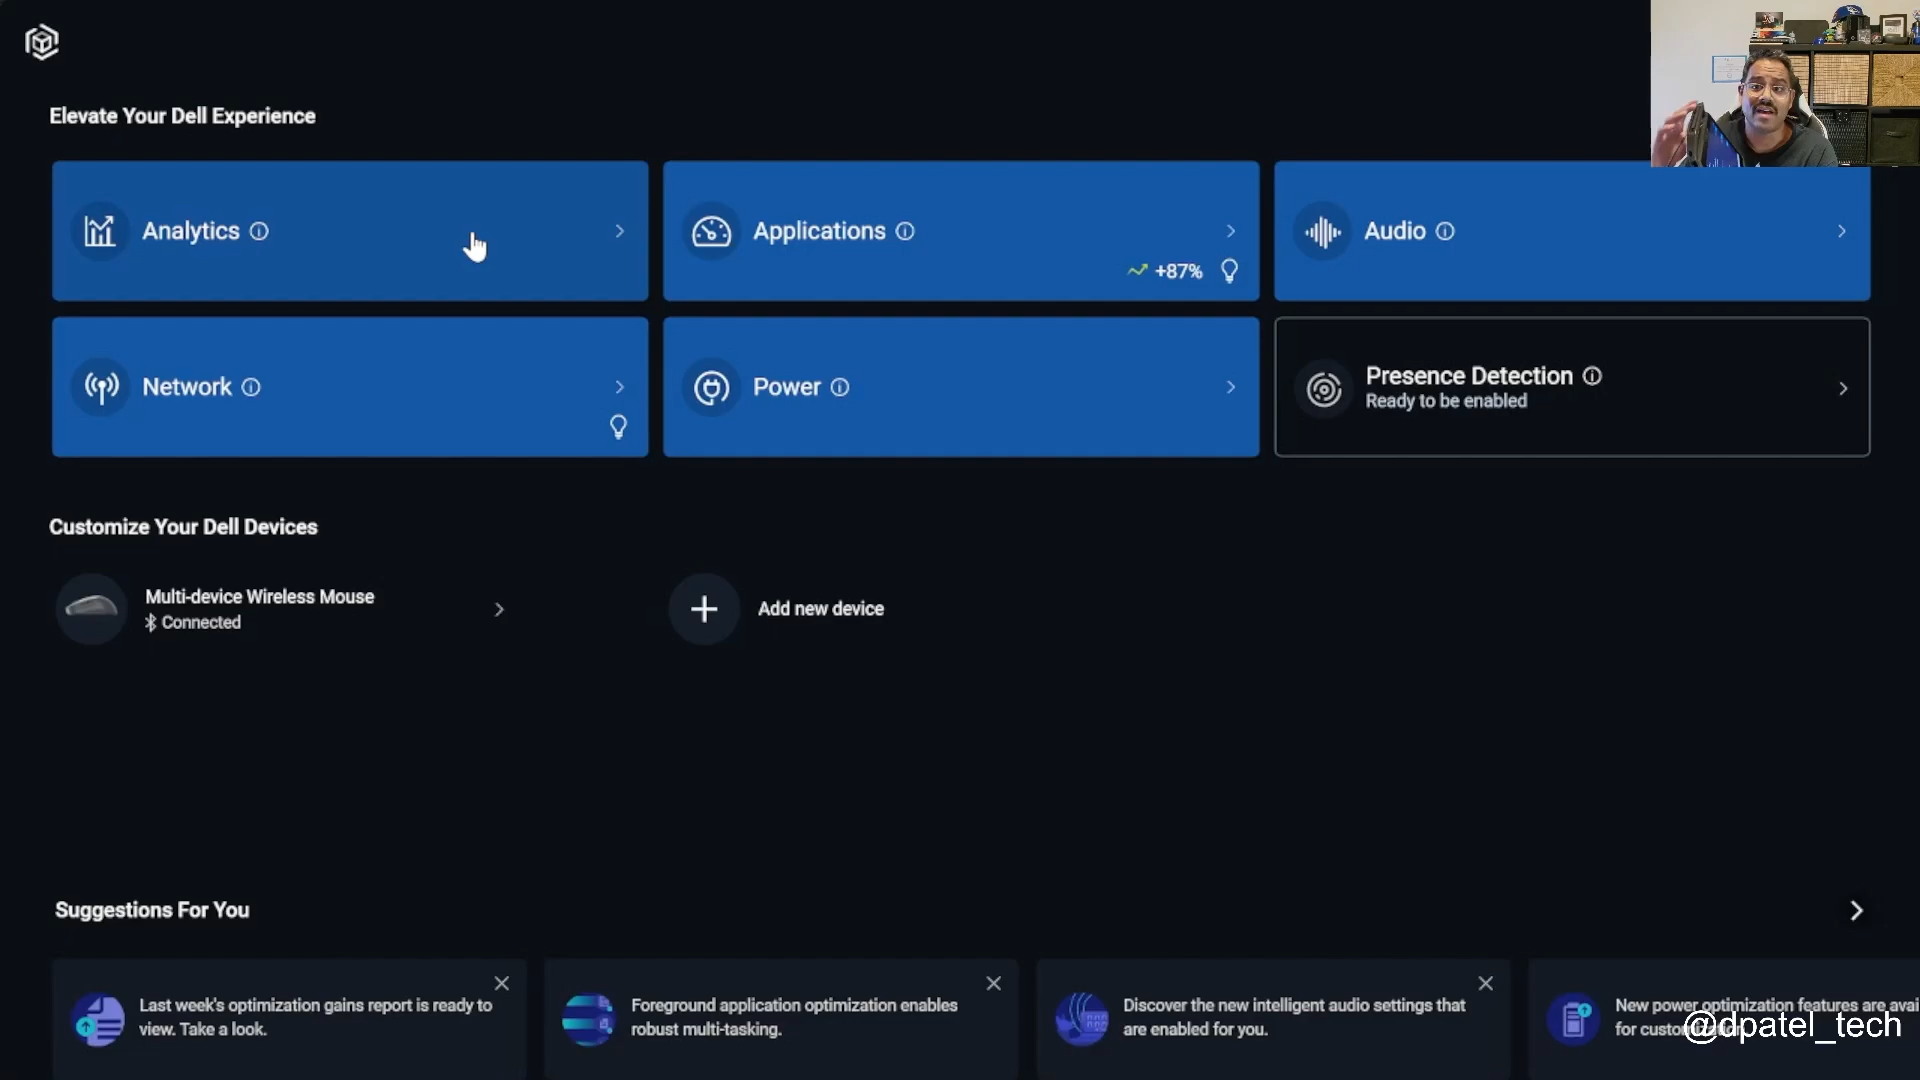 Elevate Your Dell Experience
Analytics
Applications
+87%
Audio
Network
Power
Presence Detection
Ready to be enabled
Customize Your Dell Devices
Multi-device Wireless Mouse
Connected
Add new device
Suggestions For You
Last week's optimization gains report is ready to
view. Take a look.
Foreground application optimization enables
robust multi-tasking.
Discover the new intelligent audio settings that
are enabled for you.
New power optimization features are avai
for custo
@dpatel_tech